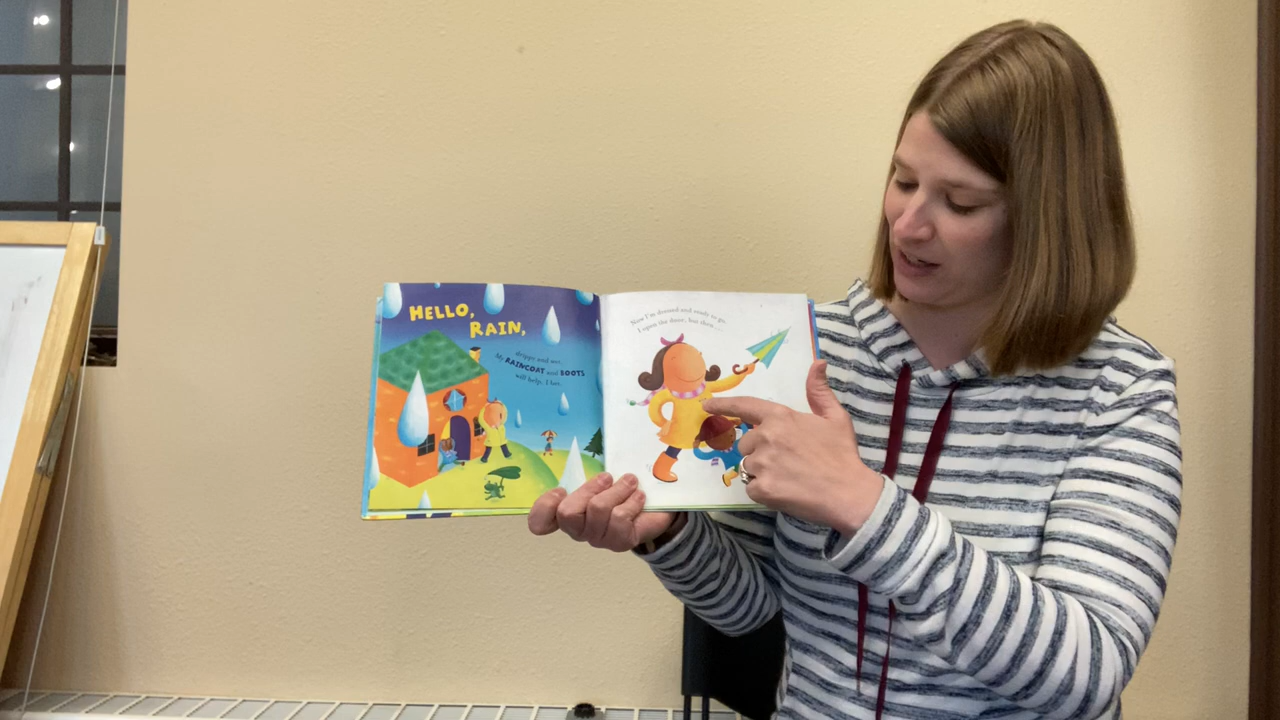 HELLO,
RAIN,
drippy and wet.
My RAINCOAT and BOOTS
will help, I bet.
Now I'm dressed and ready to go.
I open the door, but then . . .